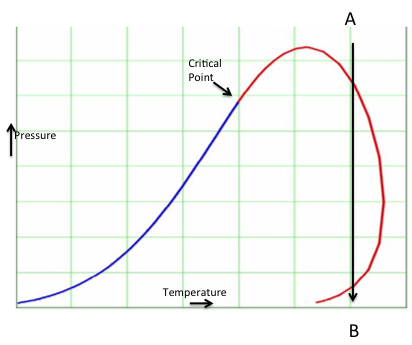 A
Critical
Point
Pressure
Temperature
B